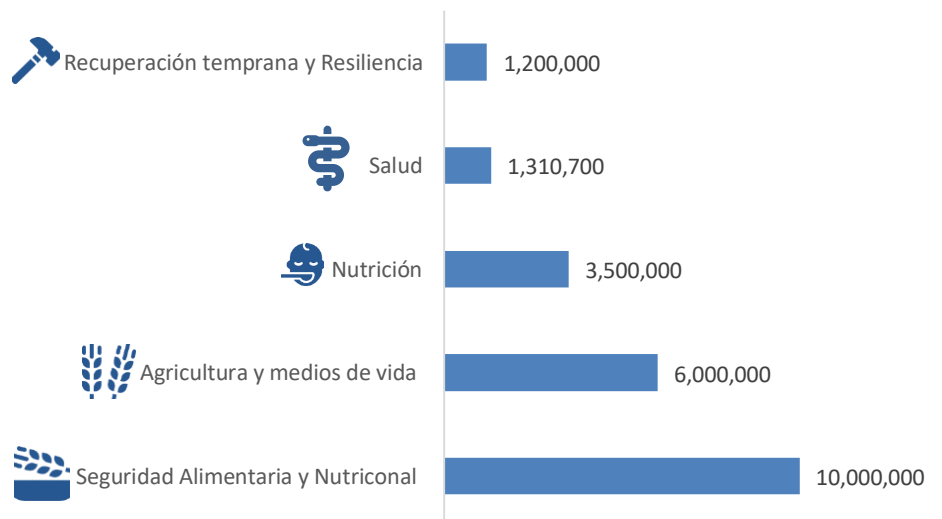 Recuperación temprana y Resiliencia 1,200,000
Salud 1,310,700
Nutrición 3,500,000
Agricultura y medios de vida 6,000,000
Seguridad Alimentaria y Nutriconal 10,000,000